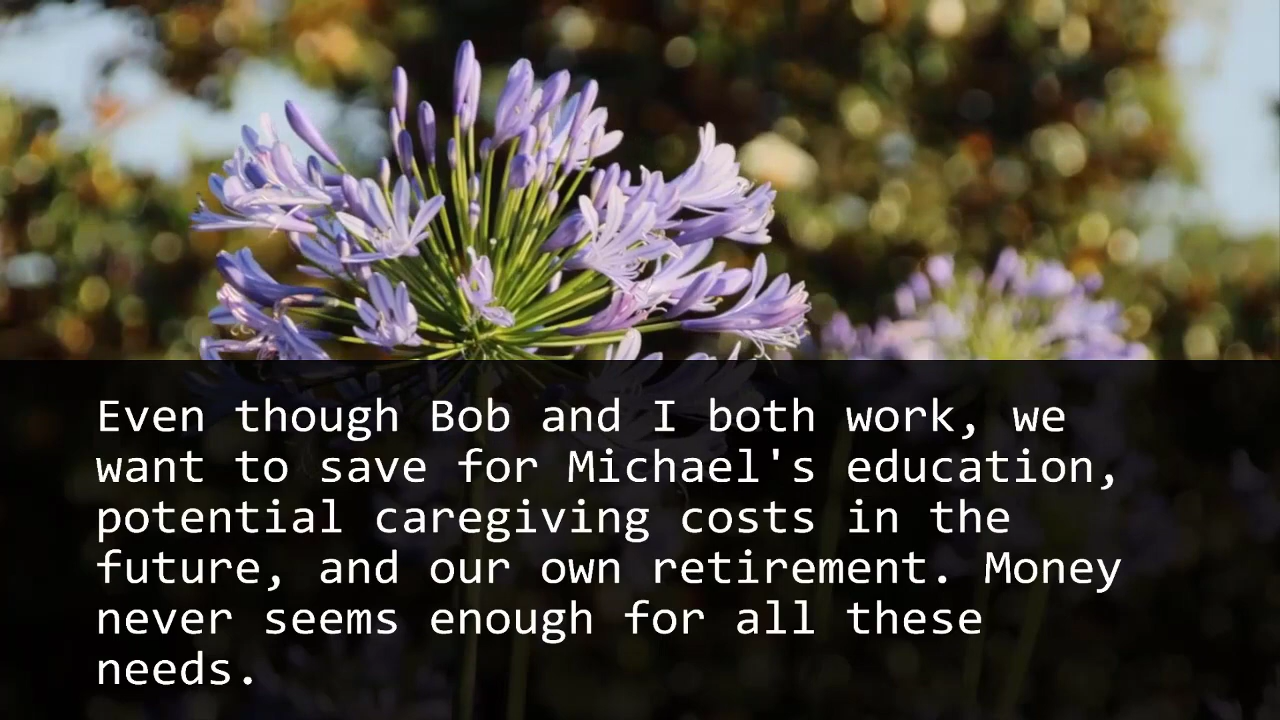 Even though Bob and I both work, we
want to save for Michael's education,
potential caregiving costs in the
future, and our own retirement. Money
never seems enough for all these
needs.